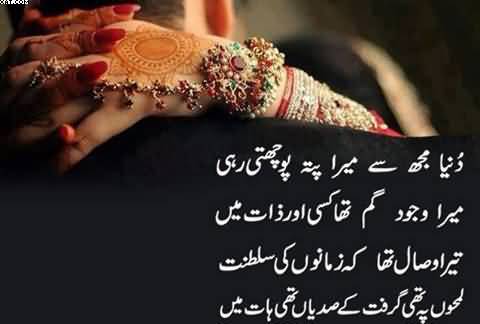 دُنیا مجھ سے میرا پتہ پوچھتی رہی
میرا وجود گم تھا کسی اور ذات میں
تیرا وصال تھا کہ زمانوں کی سلطنت
لمحوں پہ تھی گرفت کے صدیاں تھی ہات میں